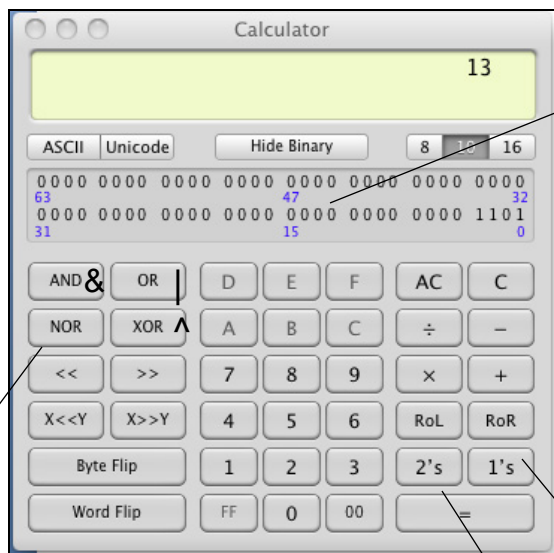 Calculator
13
ASCII Unicode Hide Binary 8 10 16
0000 0000 0000 0000 0000 0000 0000 0000
63 47 32
0000 0000 0000 0000 0000 0000 0000 1101
31 15 0
AND & OR | D E F AC C
NOR XOR ^ A B C ÷ −
<< >> 7 8 9 × +
X<<Y X>>Y 4 5 6 RoL RoR
Byte Flip 1 2 3 2's 1's
Word Flip FF 0 00 =